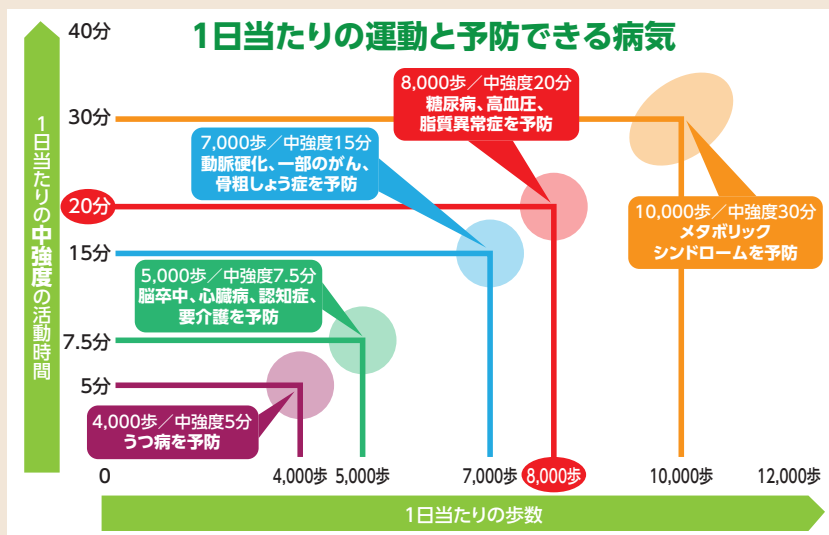 1日当たりの運動と予防できる病気
40分
30分
20分
15分
7.5分
5分
1日当たりの中強度の活動時間
8,000歩／中強度20分
糖尿病、高血圧、
脂質異常症を予防
7,000歩／中強度15分
動脈硬化、一部のがん、
骨粗しょう症を予防
10,000歩／中強度30分
メタボリック
シンドロームを予防
5,000歩／中強度7.5分
脳卒中、心臓病、認知症、
要介護を予防
4,000歩／中強度5分
うつ病を予防
0 4,000歩 5,000歩 7,000歩 8,000歩 10,000歩 12,000歩
1日当たりの歩数